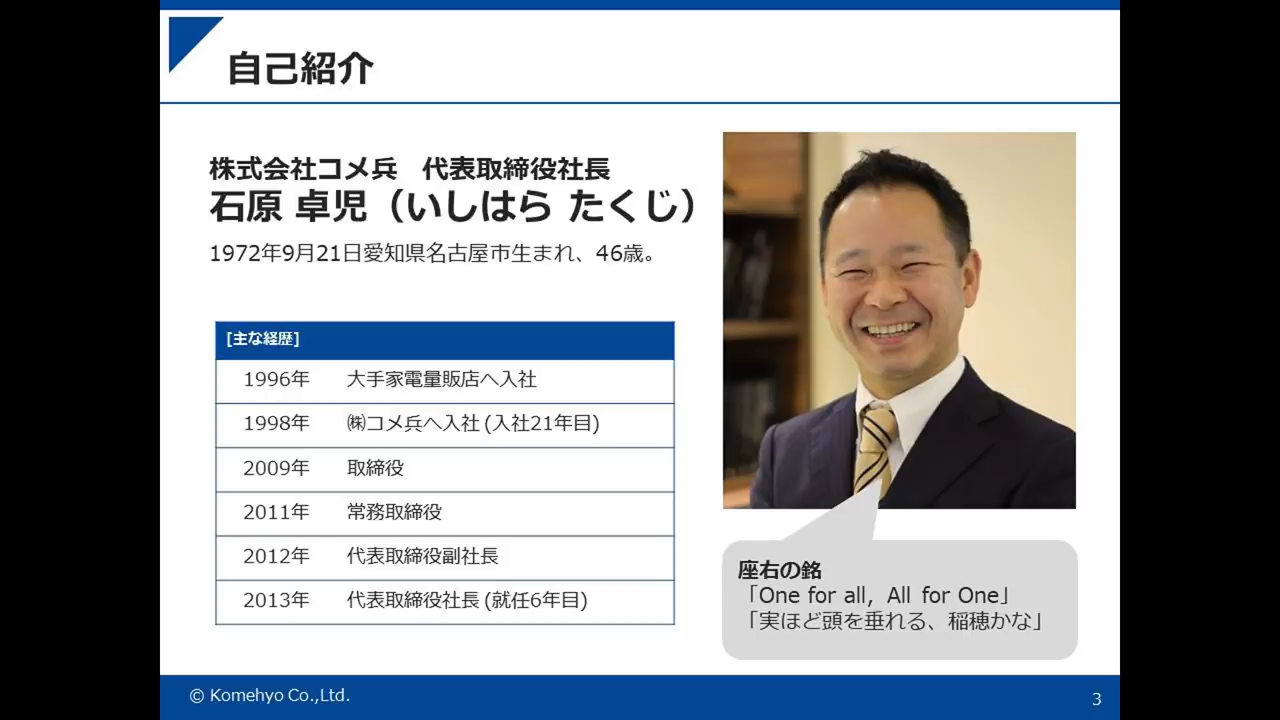 自己紹介
株式会社コメ兵　代表取締役社長
石原 卓児（いしはら たくじ）
1972年9月21日愛知県名古屋市生まれ、46歳。
[主な経歴]
1996年 大手家電量販店へ入社
1998年 ㈱コメ兵へ入社 (入社21年目)
2009年 取締役
2011年 常務取締役
2012年 代表取締役副社長
2013年 代表取締役社長 (就任6年目)
座右の銘
「One for all，All for One」
「実ほど頭を垂れる、稲穂かな」
© Komehyo Co.,Ltd.
3